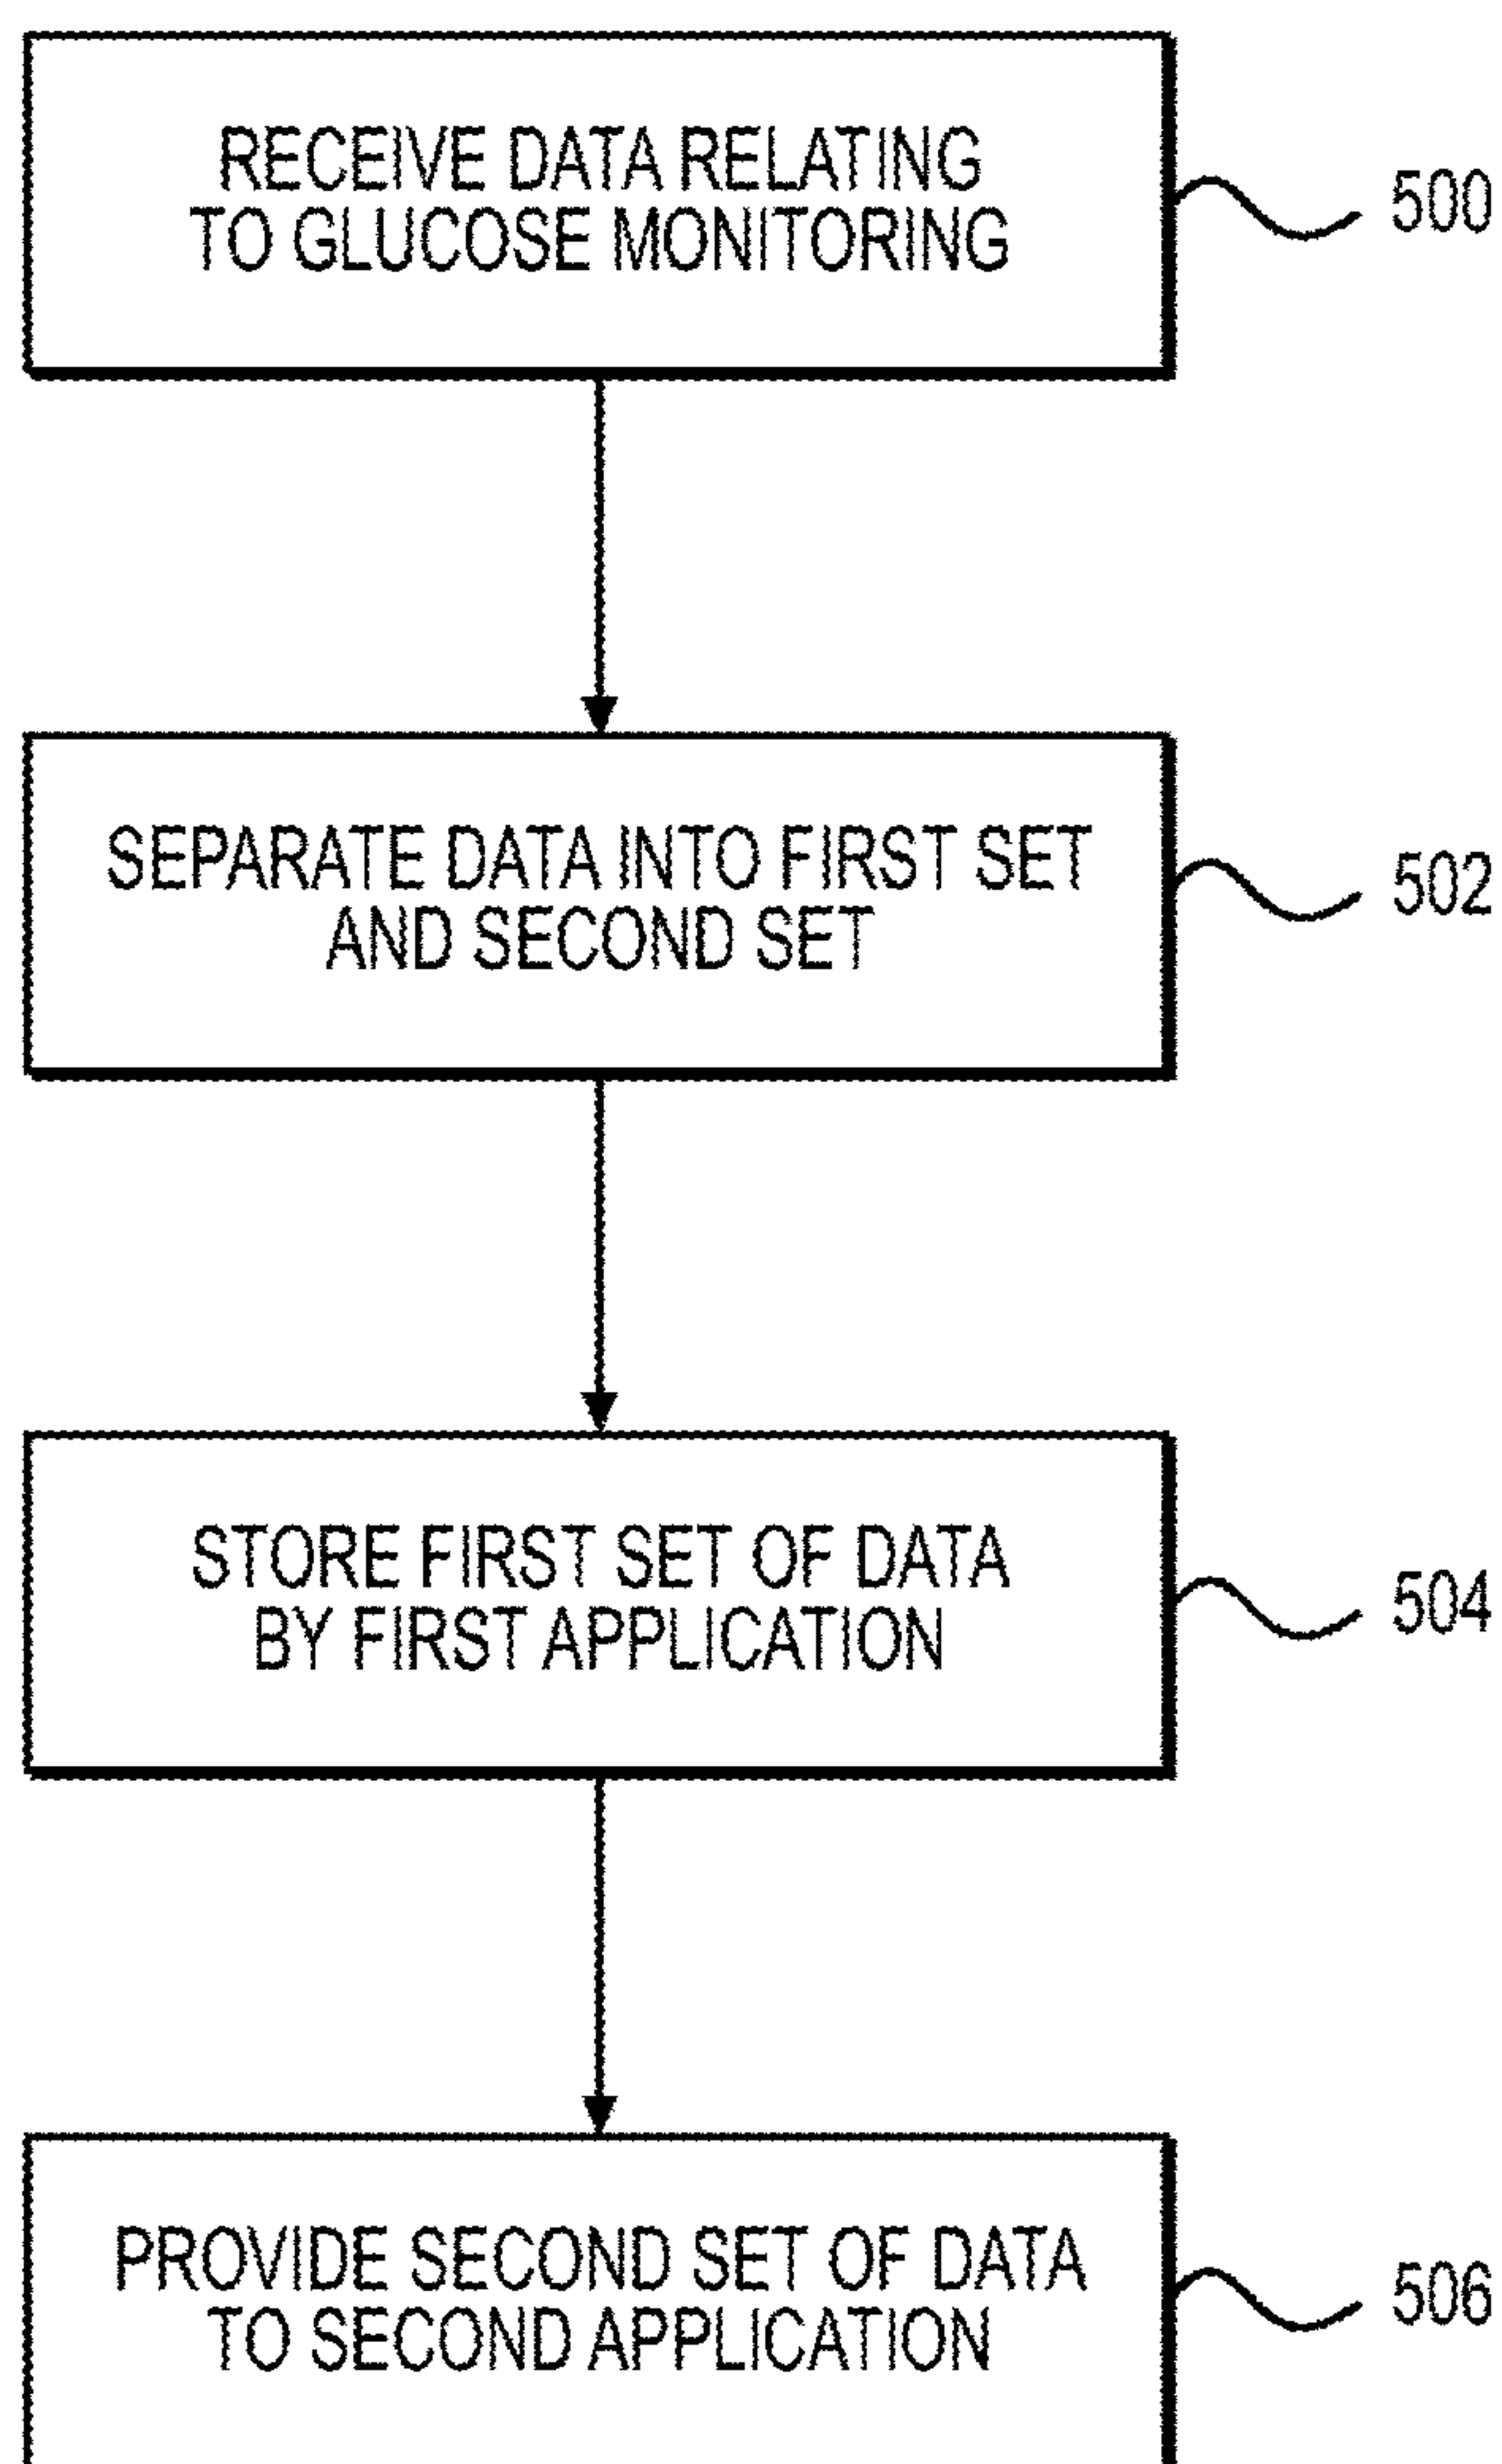 RECEIVE DATA RELATING
TO GLUCOSE MONITORING
500
SEPARATE DATA INTO FIRST SET
AND SECOND SET
502
STORE FIRST SET OF DATA
BY FIRST APPLICATION
504
PROVIDE SECOND SET OF DATA
TO SECOND APPLICATION
506